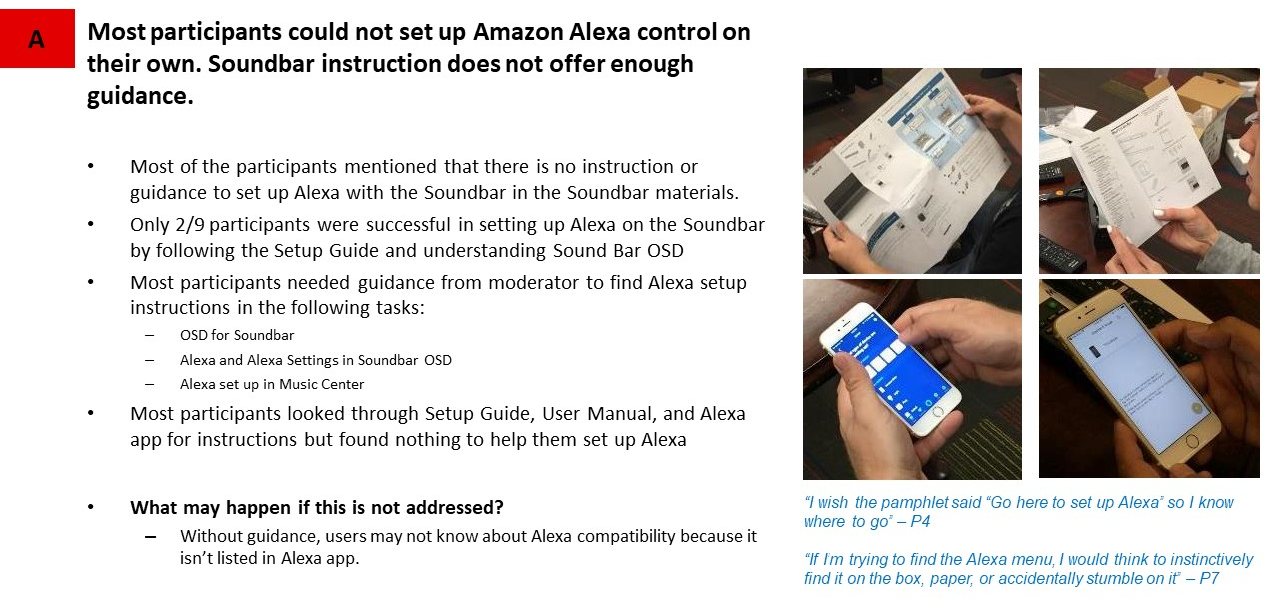 A
Most participants could not set up Amazon Alexa control on
their own. Soundbar instruction does not offer enough
guidance.
• Most of the participants mentioned that there is no instruction or
guidance to set up Alexa with the Soundbar in the Soundbar materials.
• Only 2/9 participants were successful in setting up Alexa on the Soundbar
by following the Setup Guide and understanding Sound Bar OSD
• Most participants needed guidance from moderator to find Alexa setup
instructions in the following tasks:
– OSD for Soundbar
– Alexa and Alexa Settings in Soundbar OSD
– Alexa set up in Music Center
• Most participants looked through Setup Guide, User Manual, and Alexa
app for instructions but found nothing to help them set up Alexa
• What may happen if this is not addressed?
– Without guidance, users may not know about Alexa compatibility because it
isn’t listed in Alexa app.
“I wish the pamphlet said “Go here to set up Alexa” so I know
where to go” – P4
“If I’m trying to find the Alexa menu, I would think to instinctively
find it on the box, paper, or accidentally stumble on it” – P7